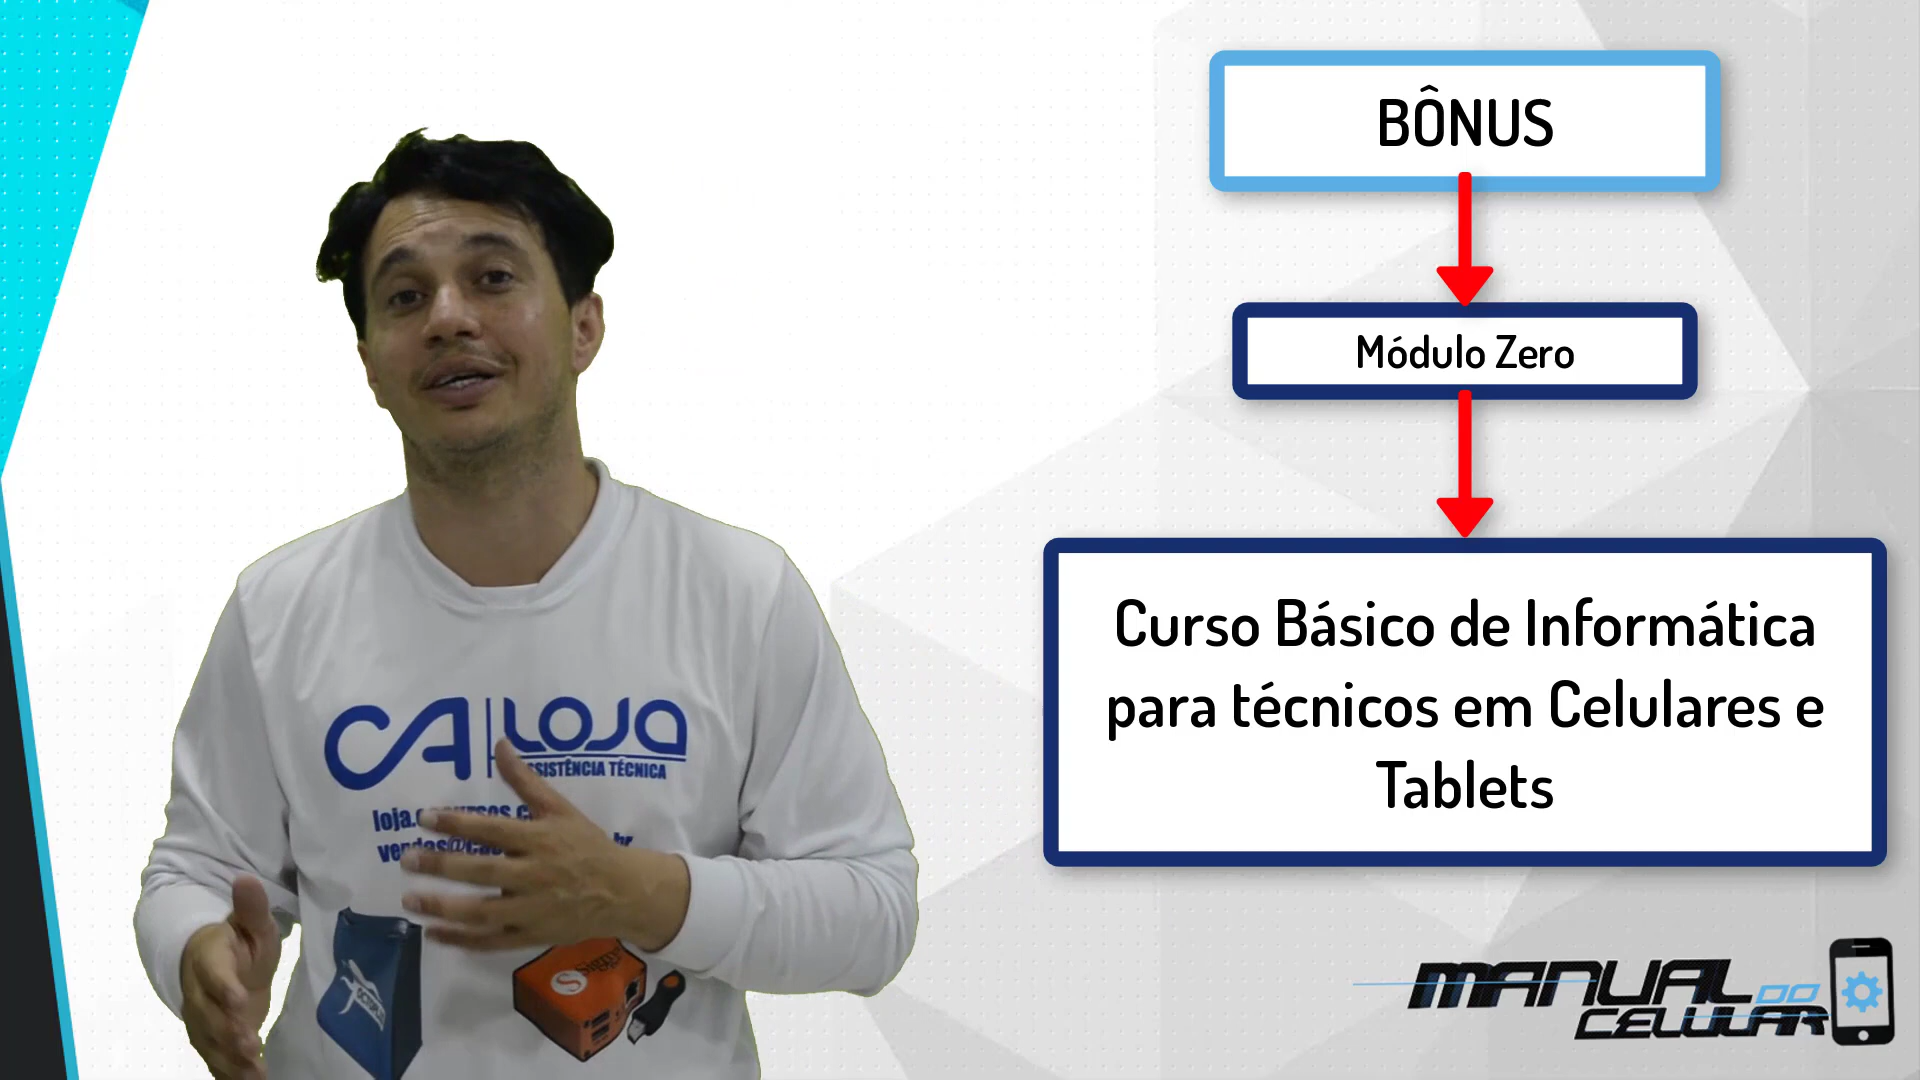 BÔNUS
Módulo Zero
Curso Básico de Informática
para técnicos em Celulares e
Tablets
CA LOJA
ASSISTÊNCIA TÉCNICA
MANUAL DO
CELULAR